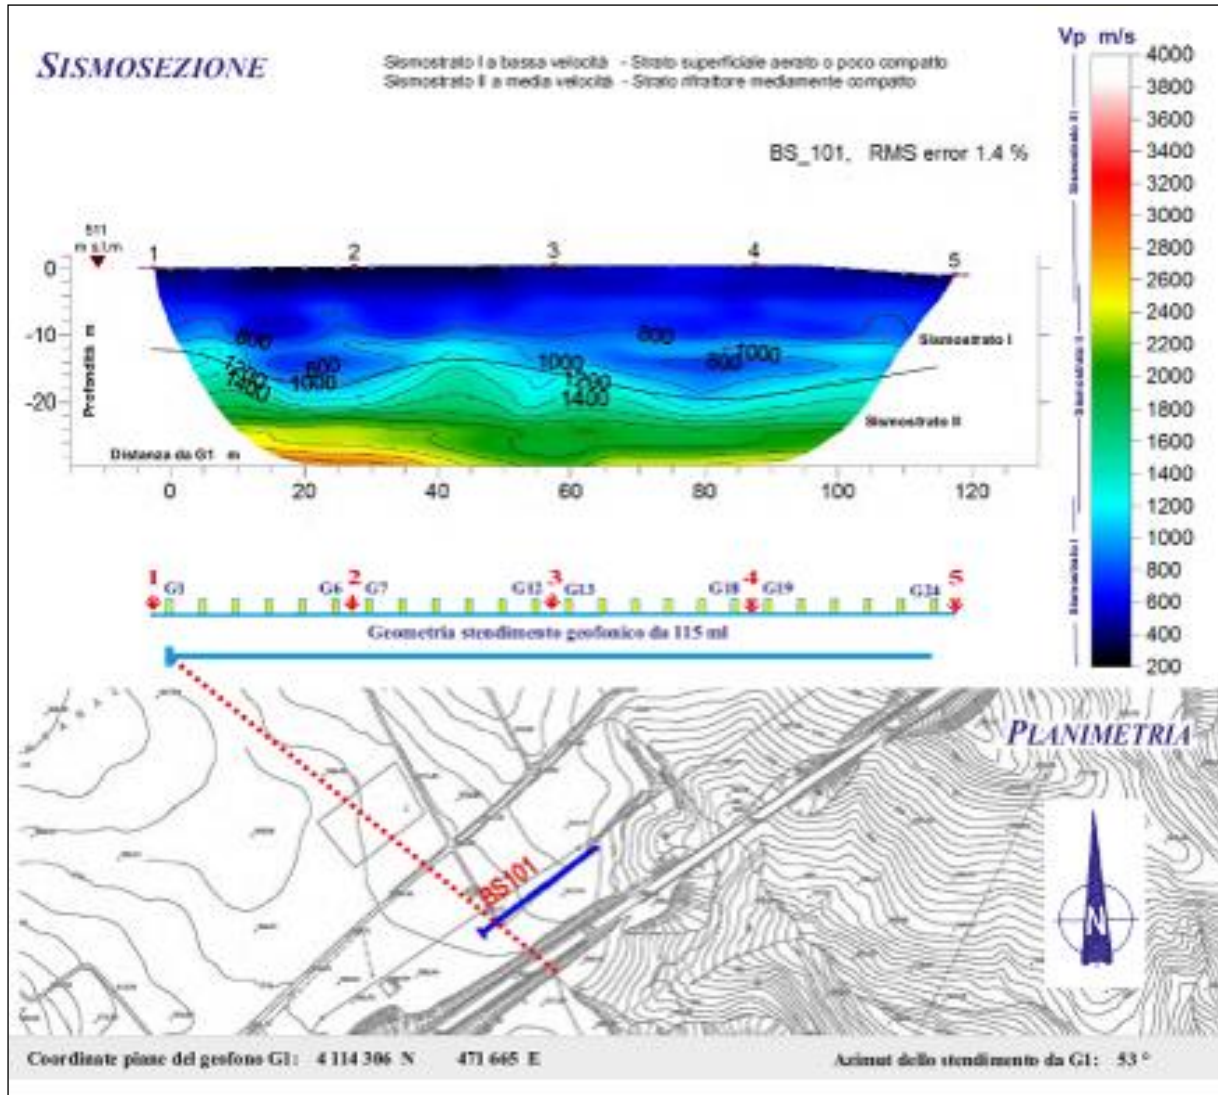 SISMOSEZIONE
Sismostrato I a bassa velocità - Strato superficiale aerato o poco compatto
Sismostrato II a media velocità - Strato rifrattore mediamente compatto
BS_101, RMS error 1.4 %
Vp m/s
4000
3800
3600
3400
3200
3000
2800
2600
2400
2200
2000
1800
1600
1400
1200
1000
800
600
400
200
Sismostrato III
Sismostrato II
Sismostrato I
511
m s.l.m
1 2 3 4 5
0
-10
-20
Profondità m
800
800
1200
600
1000
1400
1000
1200
1400
800
1000
Sismostrato I
Sismostrato II
Distanza da G1 m
0 20 40 60 80 100 120
1 2 3 4 5
G1 G6 G7 G12 G13 G18 G19 G24
Geometria stendimento geofonico da 115 ml
PLANIMETRIA
BS101
N
Coordinate piane del geofono G1: 4 114 306 N 471 665 E
Azimut dello stendimento da G1: 53 °